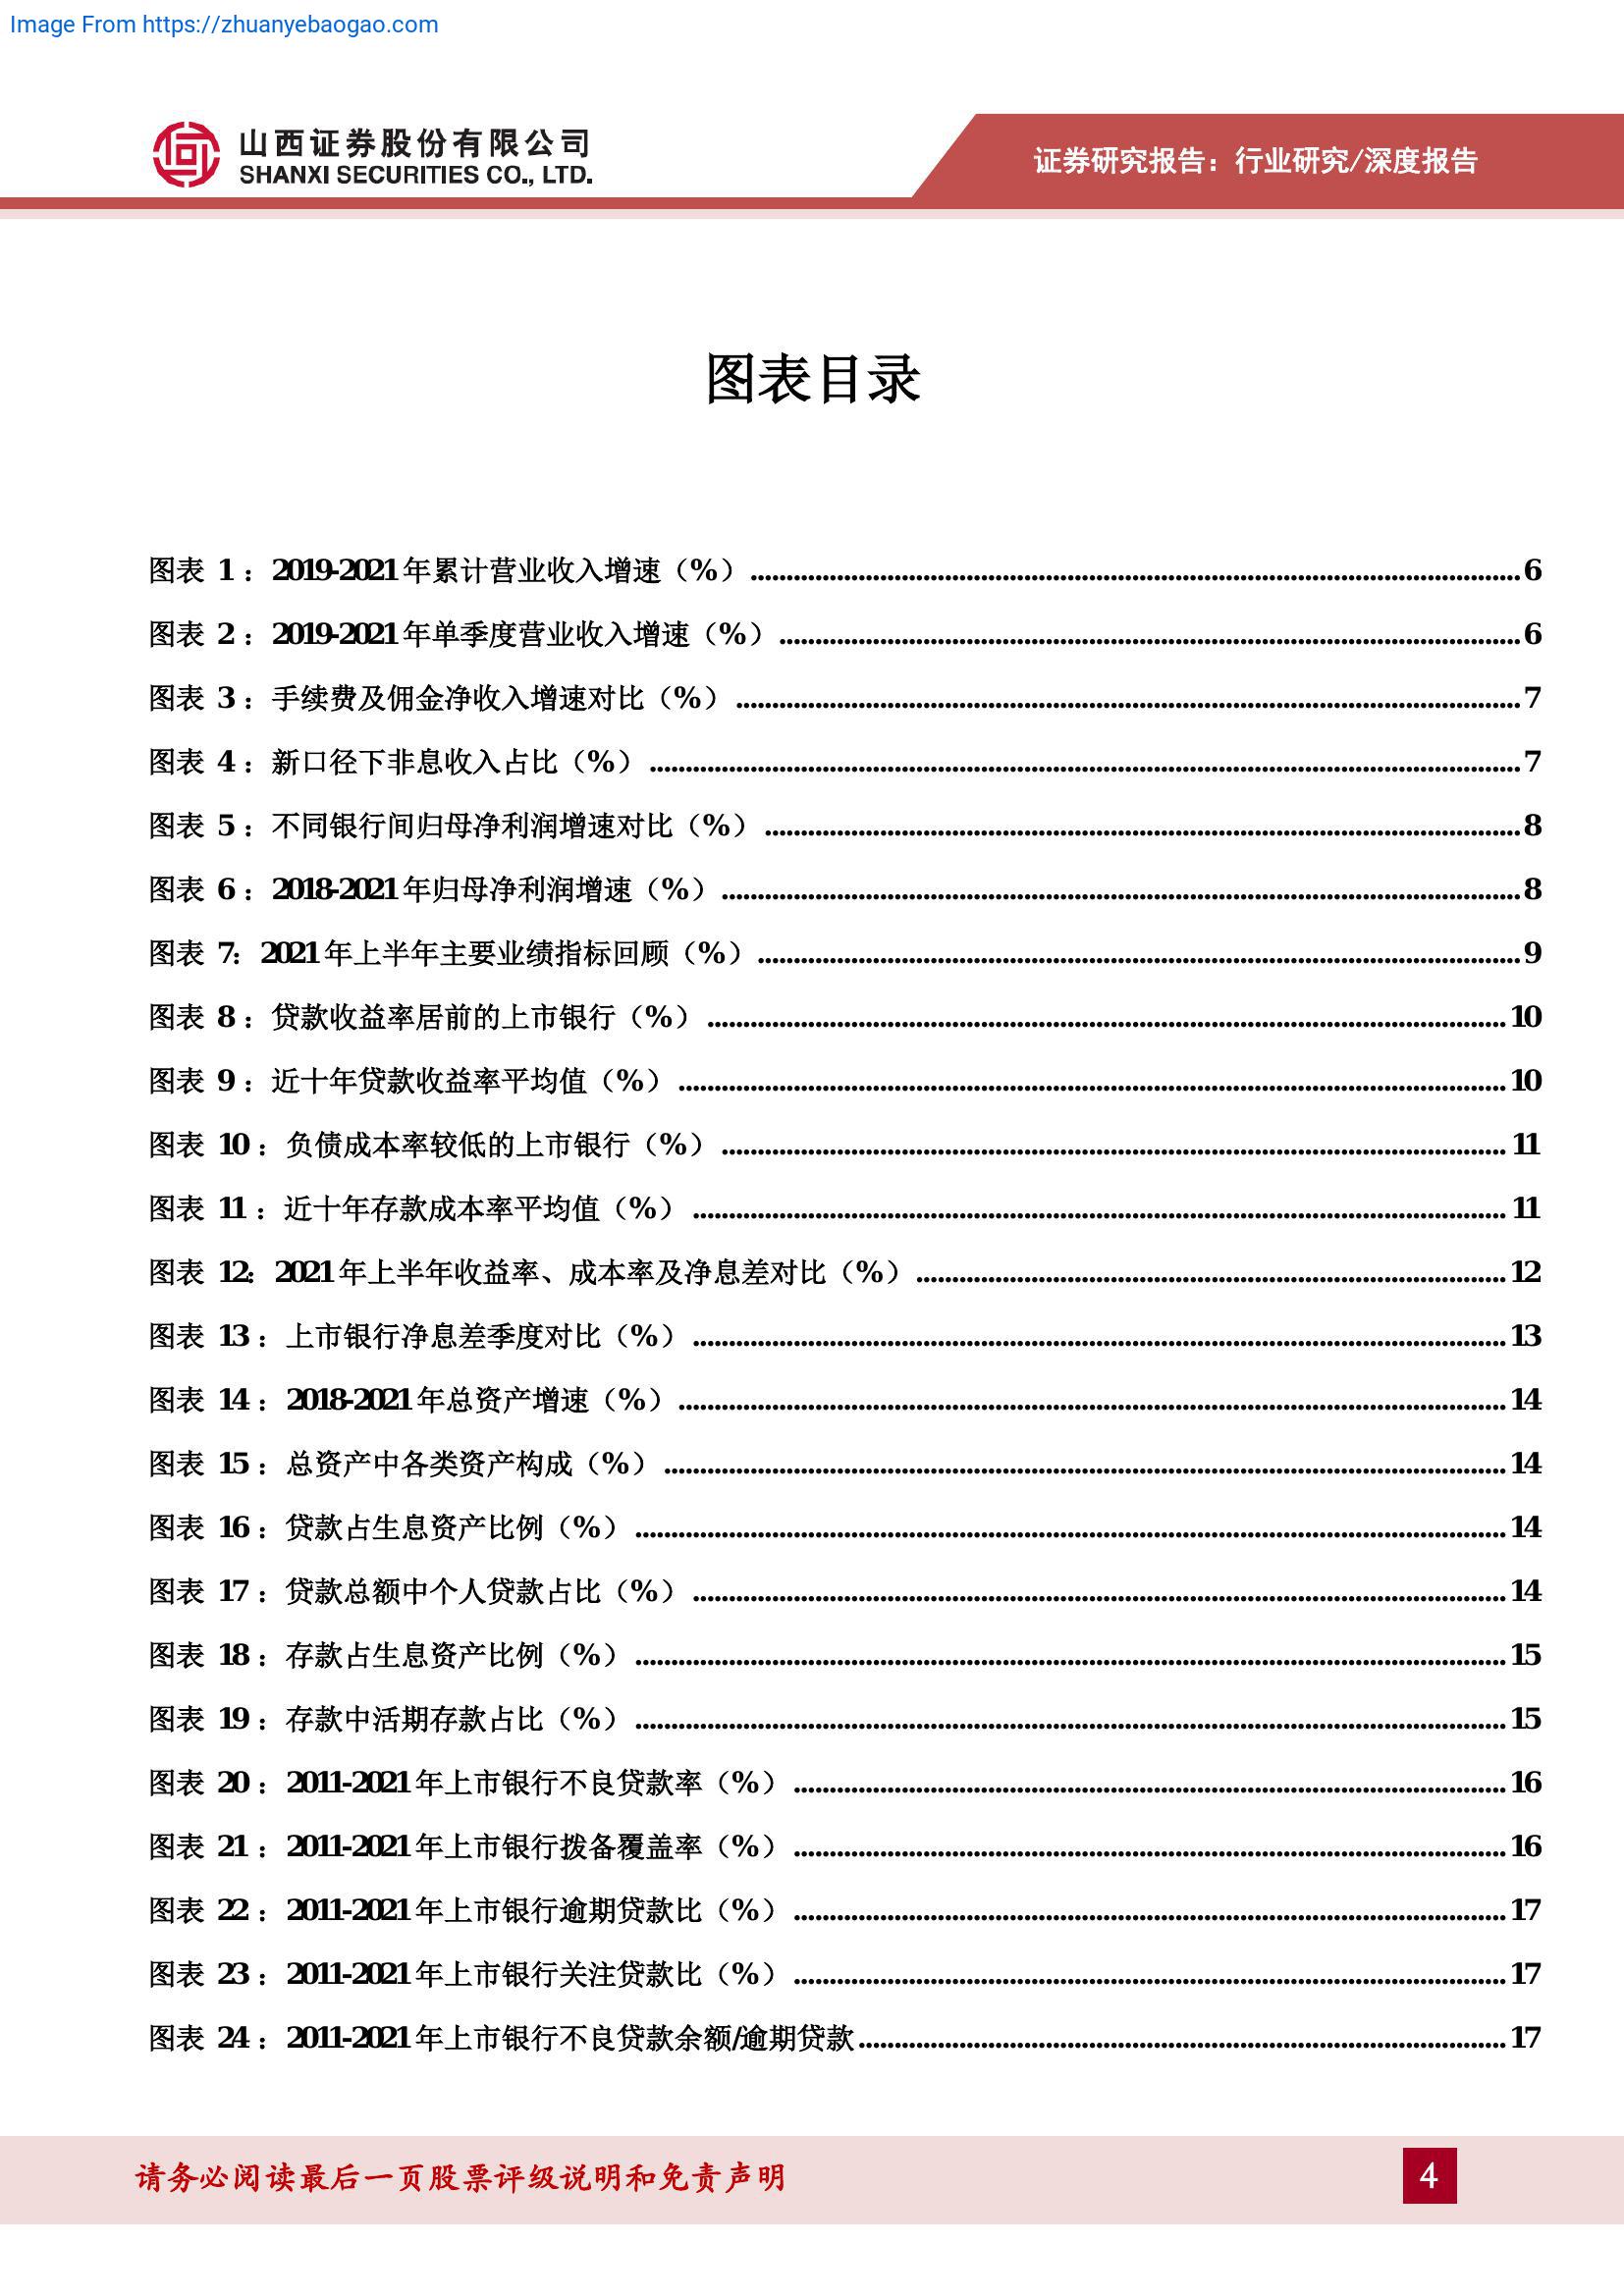 Image From https://zhuanyebaogao.com
山西证券股份有限公司
SHANXI SECURITIES CO., LTD.
证券研究报告：行业研究/深度报告
图表目录
图表 1：2019-2021 年累计营业收入增速（%）6
图表 2：2019-2021 年单季度营业收入增速（%）6
图表 3：手续费及佣金净收入增速对比（%）7
图表 4：新口径下非息收入占比（%）7
图表 5：不同银行间归母净利润增速对比（%）8
图表 6：2018-2021 年归母净利润增速（%）8
图表 7：2021 年上半年主要业绩指标回顾（%）9
图表 8：贷款收益率居前的上市银行（%）10
图表 9：近十年贷款收益率平均值（%）10
图表 10：负债成本率较低的上市银行（%）11
图表 11：近十年存款成本率平均值（%）11
图表 12：2021 年上半年收益率、成本率及净息差对比（%）12
图表 13：上市银行净息差季度对比（%）13
图表 14：2018-2021 年总资产增速（%）14
图表 15：总资产中各类资产构成（%）14
图表 16：贷款占生息资产比例（%）14
图表 17：贷款总额中个人贷款占比（%）14
图表 18：存款占生息资产比例（%）15
图表 19：存款中活期存款占比（%）15
图表 20：2011-2021 年上市银行不良贷款率（%）16
图表 21：2011-2021 年上市银行拨备覆盖率（%）16
图表 22：2011-2021 年上市银行逾期贷款比（%）17
图表 23：2011-2021 年上市银行关注贷款比（%）17
图表 24：2011-2021 年上市银行不良贷款余额/逾期贷款17
请务必阅读最后一页股票评级说明和免责声明
4